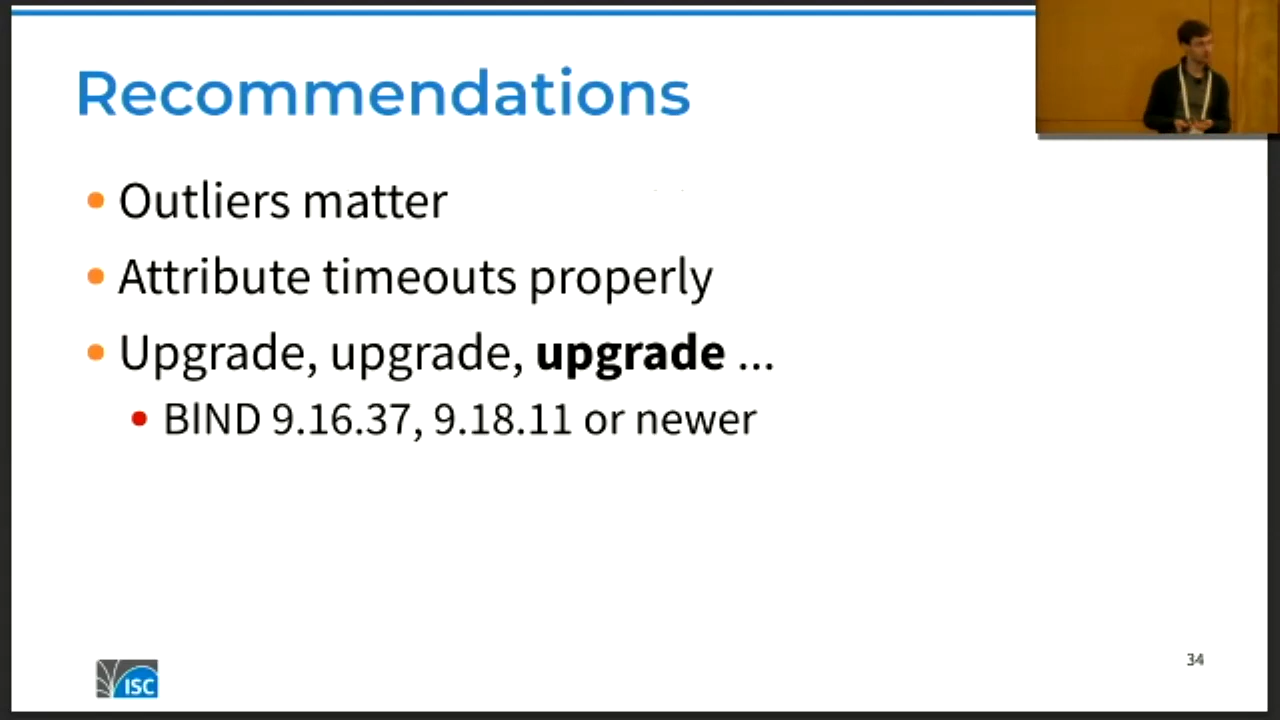 Recommendations
Outliers matter
Attribute timeouts properly
Upgrade, upgrade, upgrade ...
BIND 9.16.37, 9.18.11 or newer
ISC
34